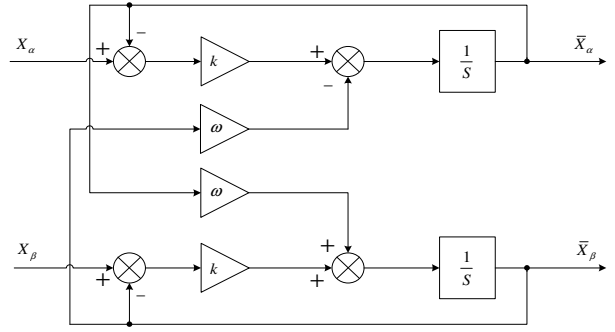 X_α + − k + − 1/S X̄_α
ω
ω
X_β + − k + + 1/S X̄_β